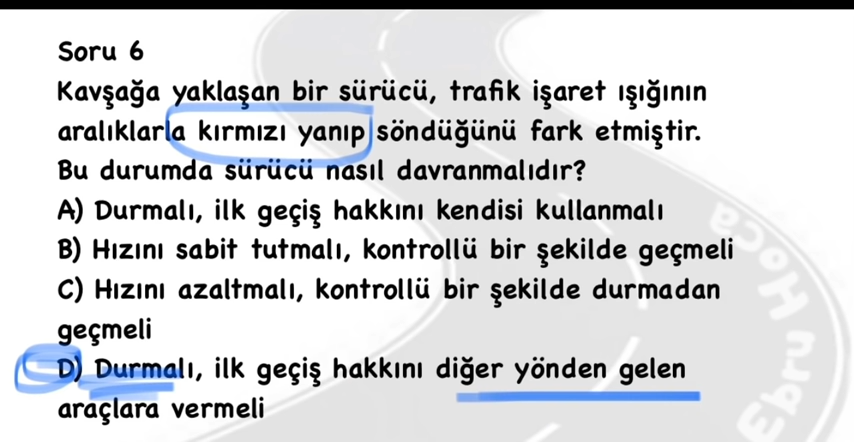 Soru 6
Kavşağa yaklaşan bir sürücü, trafik işaret ışığının
aralıklarla kırmızı yanıp söndüğünü fark etmiştir.
Bu durumda sürücü nasıl davranmalıdır?
A) Durmalı, ilk geçiş hakkını kendisi kullanmalı
B) Hızını sabit tutmalı, kontrollü bir şekilde geçmeli
C) Hızını azaltmalı, kontrollü bir şekilde durmadan
geçmeli
D) Durmalı, ilk geçiş hakkını diğer yönden gelen
araçlara vermeli
Ebru Hoca